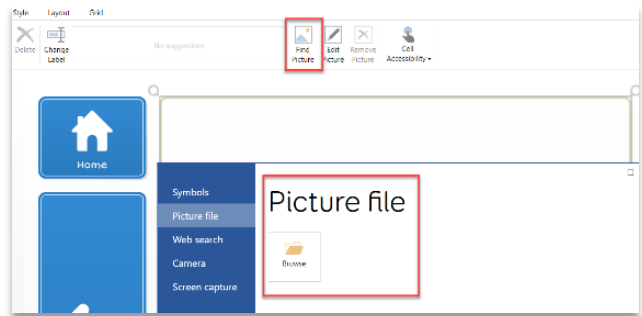 Style Layout Grid
Delete
Change
Label
No suggestions
Find
Picture
Edit
Picture
Remove
Picture
Cell
Accessibility
Home
Symbols
Picture file
Web search
Camera
Screen capture
Picture file
Browse